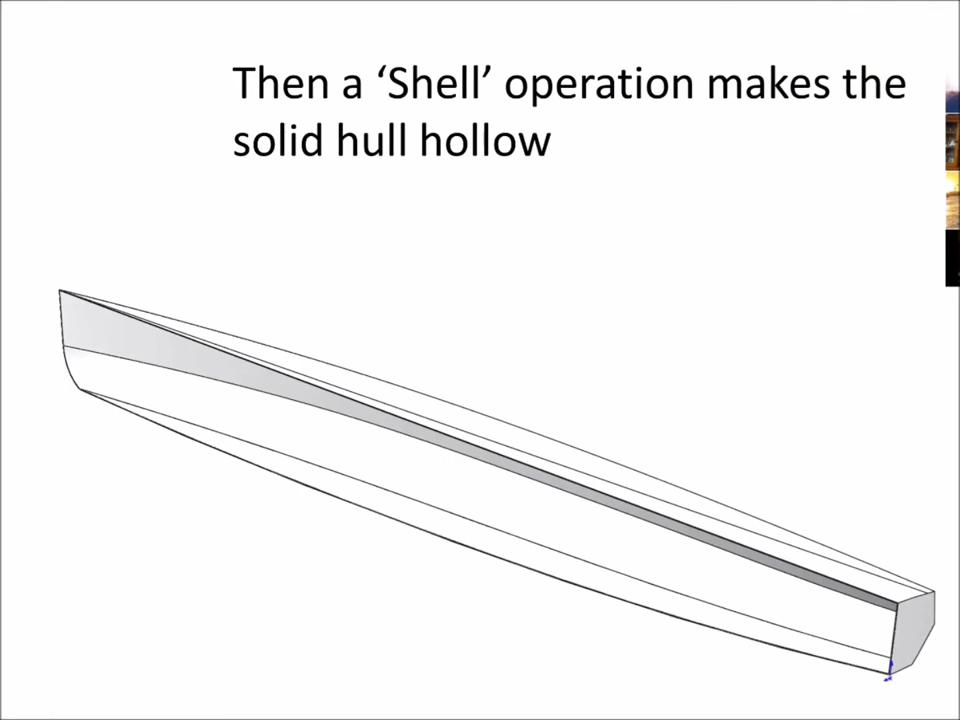 Then a ‘Shell’ operation makes the
solid hull hollow